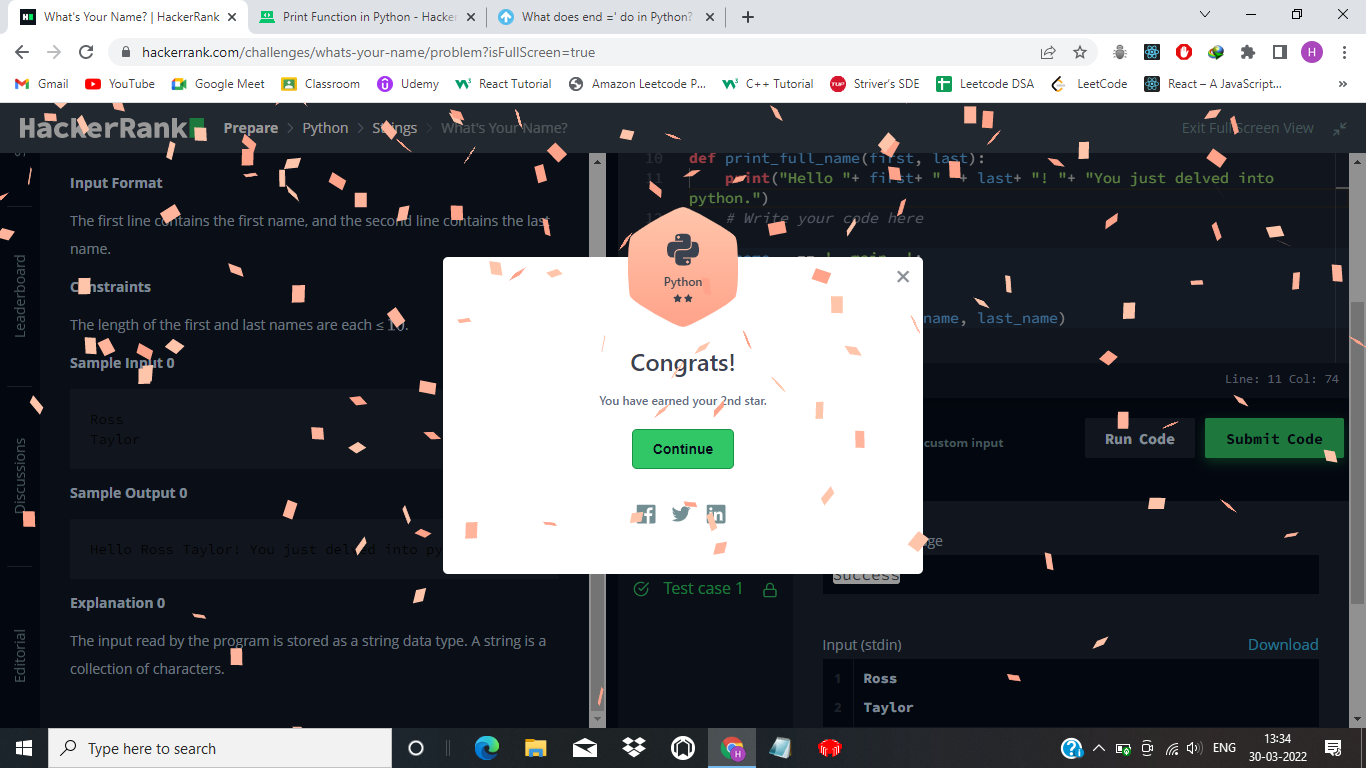 What's Your Name? | HackerRank
Print Function in Python - Hacker
What does end =' do in Python?
hackerrank.com/challenges/whats-your-name/problem?isFullScreen=true
H
Gmail
YouTube
Google Meet
Classroom
Udemy
React Tutorial
Amazon Leetcode P...
C++ Tutorial
Striver's SDE
Leetcode DSA
LeetCode
React – A JavaScript...
HackerRank
Prepare > Python > Strings > What's Your Name?
Exit Full Screen View
Leaderboard
Discussions
Editorial
Input Format
The first line contains the first name, and the second line contains the last
name.
Constraints
The length of the first and last names are each ≤ 10.
Sample Input 0
Ross
Taylor
Sample Output 0
Hello Ross Taylor! You just delved into py
Explanation 0
The input read by the program is stored as a string data type. A string is a
collection of characters.
10 def print_full_name(first, last):
11 print("Hello "+ first+ " "+ last+ "! "+ "You just delved into
python.")
# Write your code here
name, last_name)
Line: 11 Col: 74
custom input
Run Code
Submit Code
Python
Congrats!
You have earned your 2nd star.
Continue
Success
Test case 1
Input (stdin)
Download
1 Ross
2 Taylor
Type here to search
H
ENG
13:34
30-03-2022